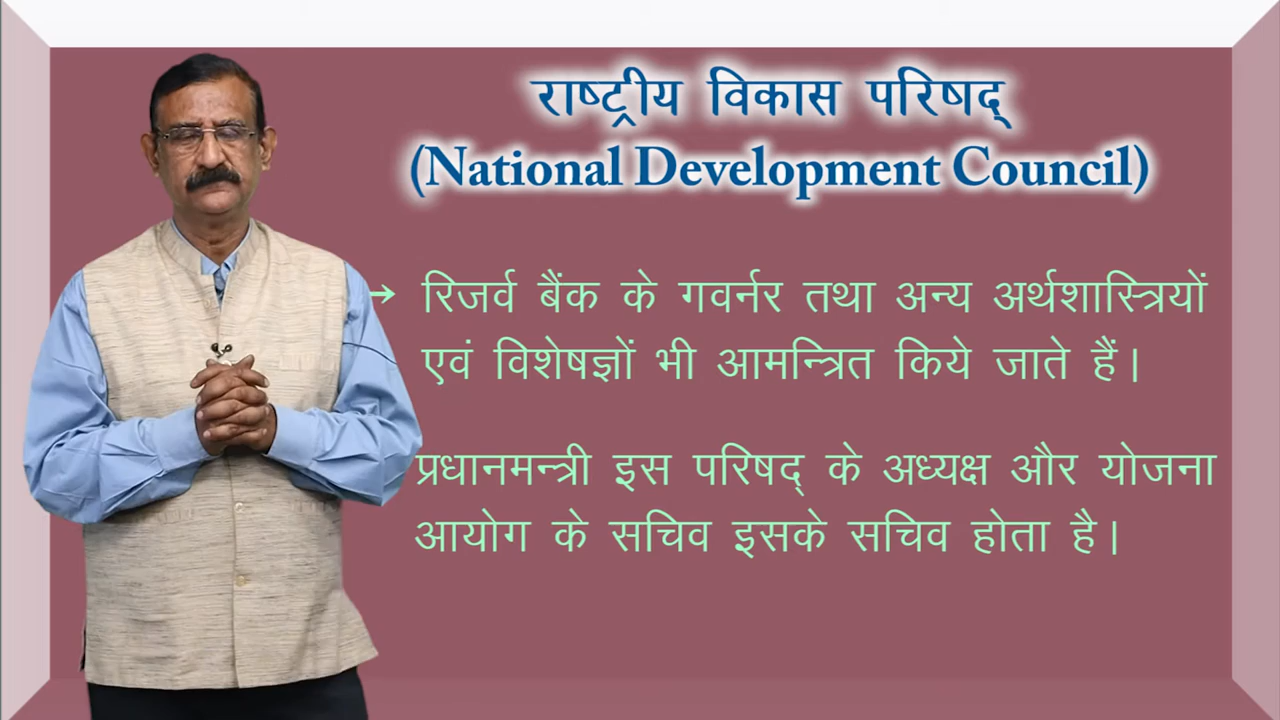 राष्ट्रीय विकास परिषद्
(National Development Council)
→ रिजर्व बैंक के गवर्नर तथा अन्य अर्थशास्त्रियों
एवं विशेषज्ञों भी आमन्त्रित किये जाते हैं।
प्रधानमन्त्री इस परिषद् के अध्यक्ष और योजना
आयोग के सचिव इसके सचिव होता है।